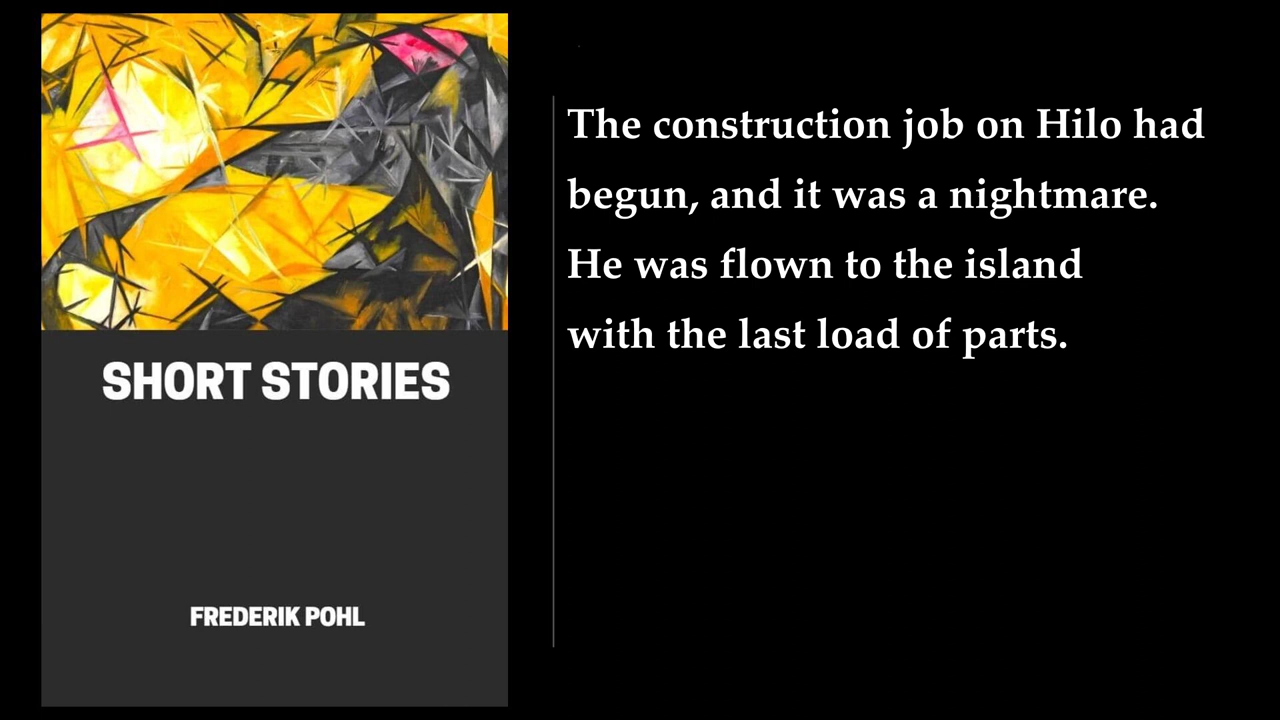 SHORT STORIES
FREDERIK POHL
The construction job on Hilo had
begun, and it was a nightmare.
He was flown to the island
with the last load of parts.